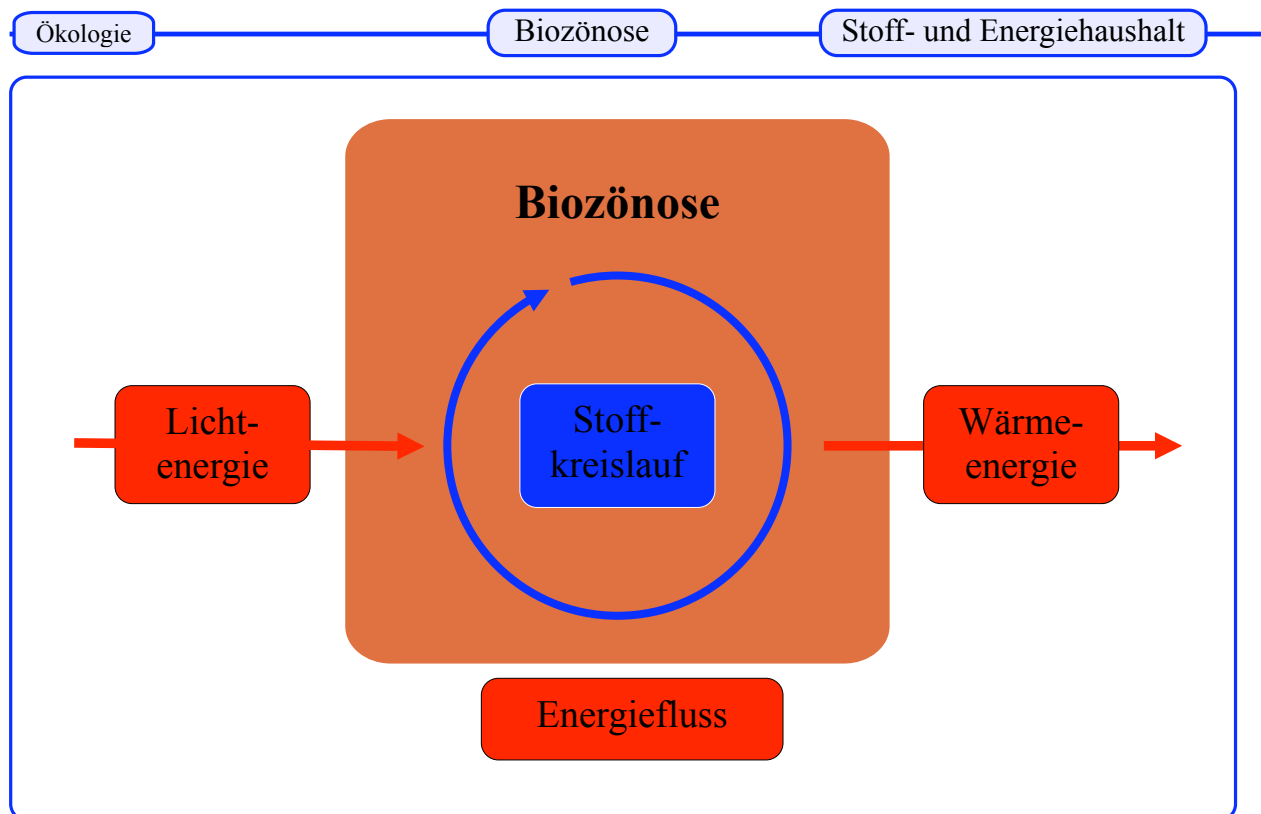 Ökologie
Biozönose
Stoff- und Energiehaushalt
Biozönose
Licht-
energie
Stoff-
kreislauf
Wärme-
energie
Energiefluss